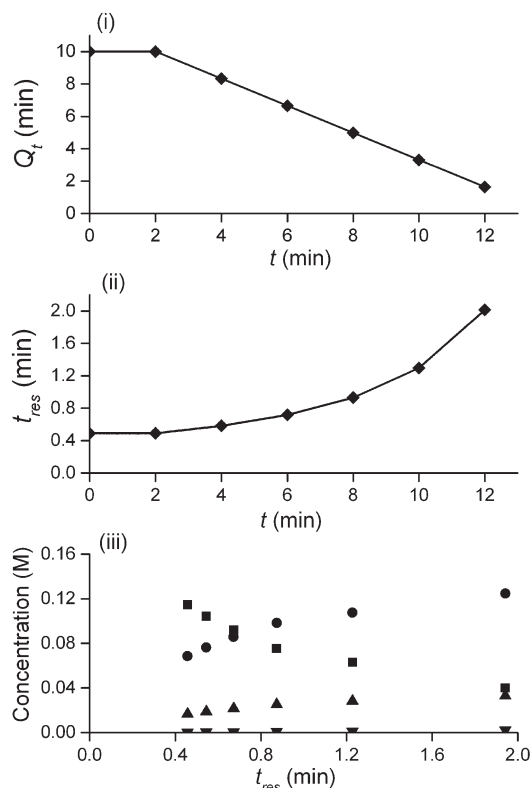 (i)
10
8
6
4
2
0
Q_t (min)
0 2 4 6 8 10 12
t (min)
(ii)
2.0
1.6
1.2
0.8
0.4
0.0
t_res (min)
0 2 4 6 8 10 12
t (min)
(iii)
0.16
0.12
0.08
0.04
0.00
Concentration (M)
0.0 0.4 0.8 1.2 1.6 2.0
t_res (min)